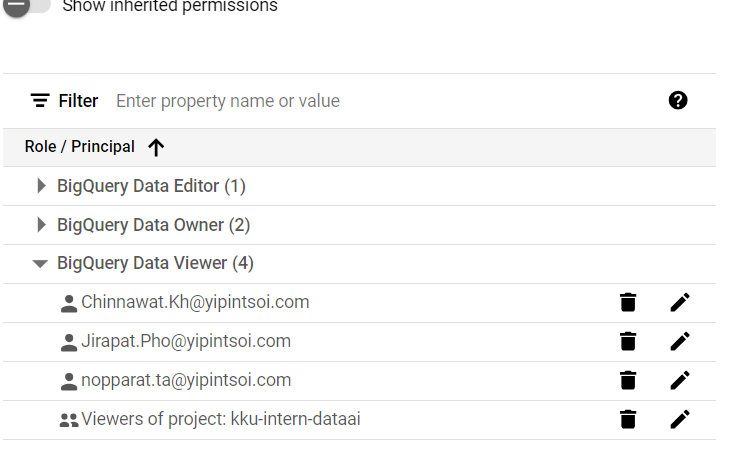 Show inherited permissions
Filter Enter property name or value
Role / Principal
BigQuery Data Editor (1)
BigQuery Data Owner (2)
BigQuery Data Viewer (4)
Chinnawat.Kh@yipintsoi.com
Jirapat.Pho@yipintsoi.com
nopparat.ta@yipintsoi.com
Viewers of project: kku-intern-dataai